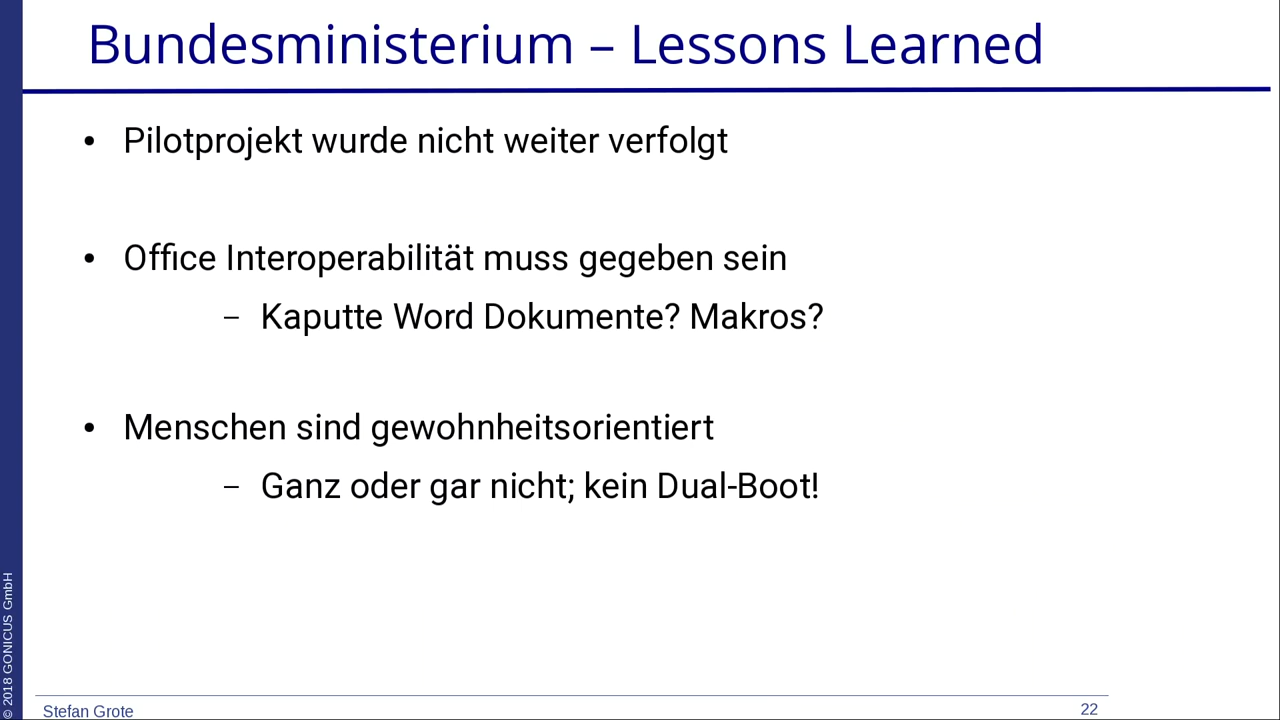 Bundesministerium – Lessons Learned
• Pilotprojekt wurde nicht weiter verfolgt
• Office Interoperabilität muss gegeben sein
– Kaputte Word Dokumente? Makros?
• Menschen sind gewohnheitsorientiert
– Ganz oder gar nicht; kein Dual-Boot!
© 2018 GONICUS GmbH
Stefan Grote
22